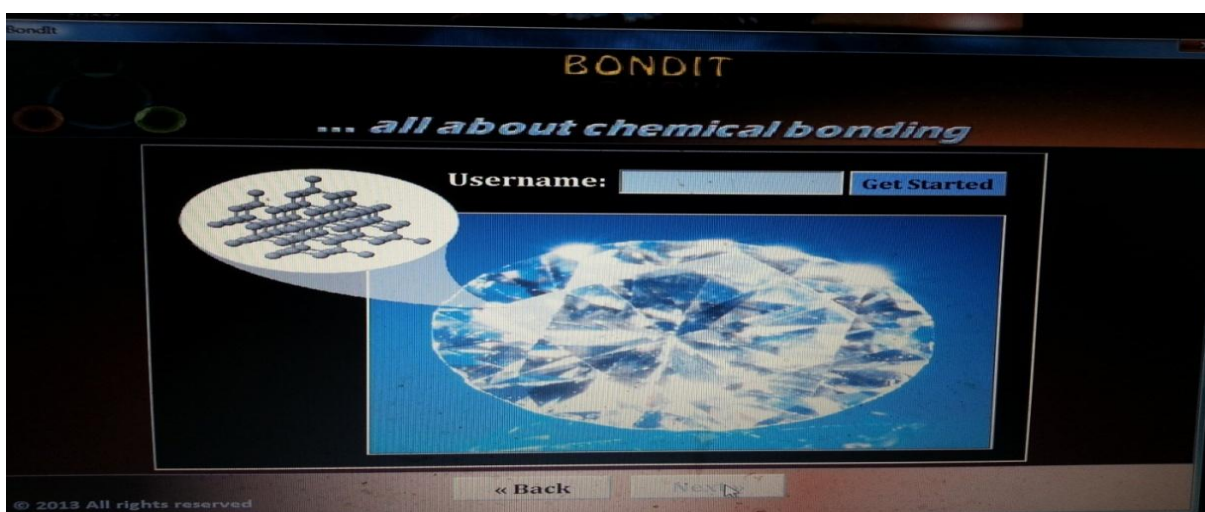 BondIt
BONDIT
... all about chemical bonding
Username:
Get Started
« Back
Next
© 2013 All rights reserved